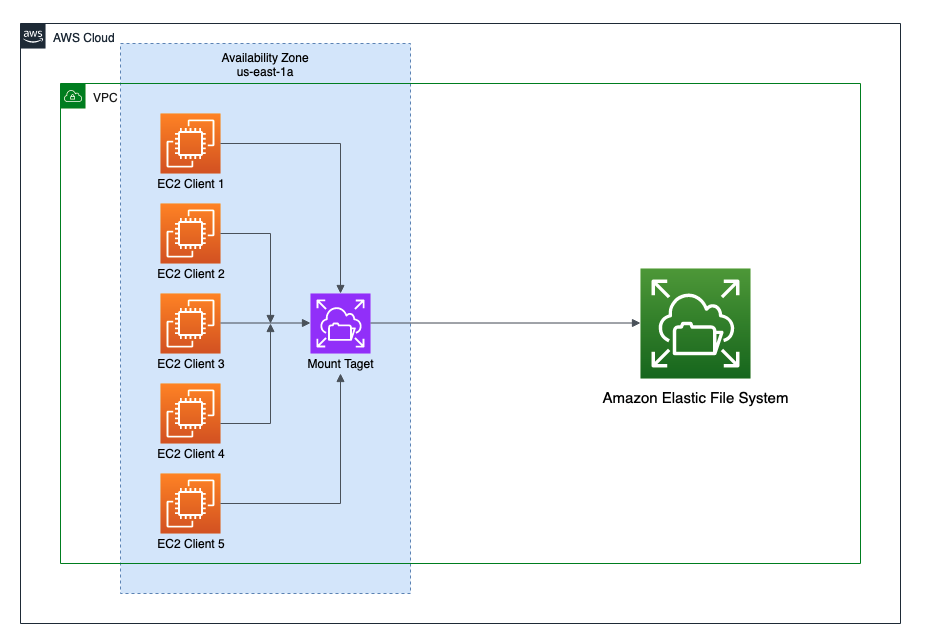 aws
AWS Cloud
Availability Zone
us-east-1a
VPC
EC2 Client 1
EC2 Client 2
EC2 Client 3
Mount Taget
Amazon Elastic File System
EC2 Client 4
EC2 Client 5